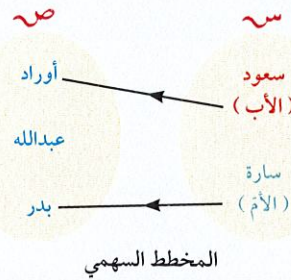 س
ص
سعود
(الأب)
سارة
(الأمّ)
أوراد
عبدالله
بدر
المخطط السهمي